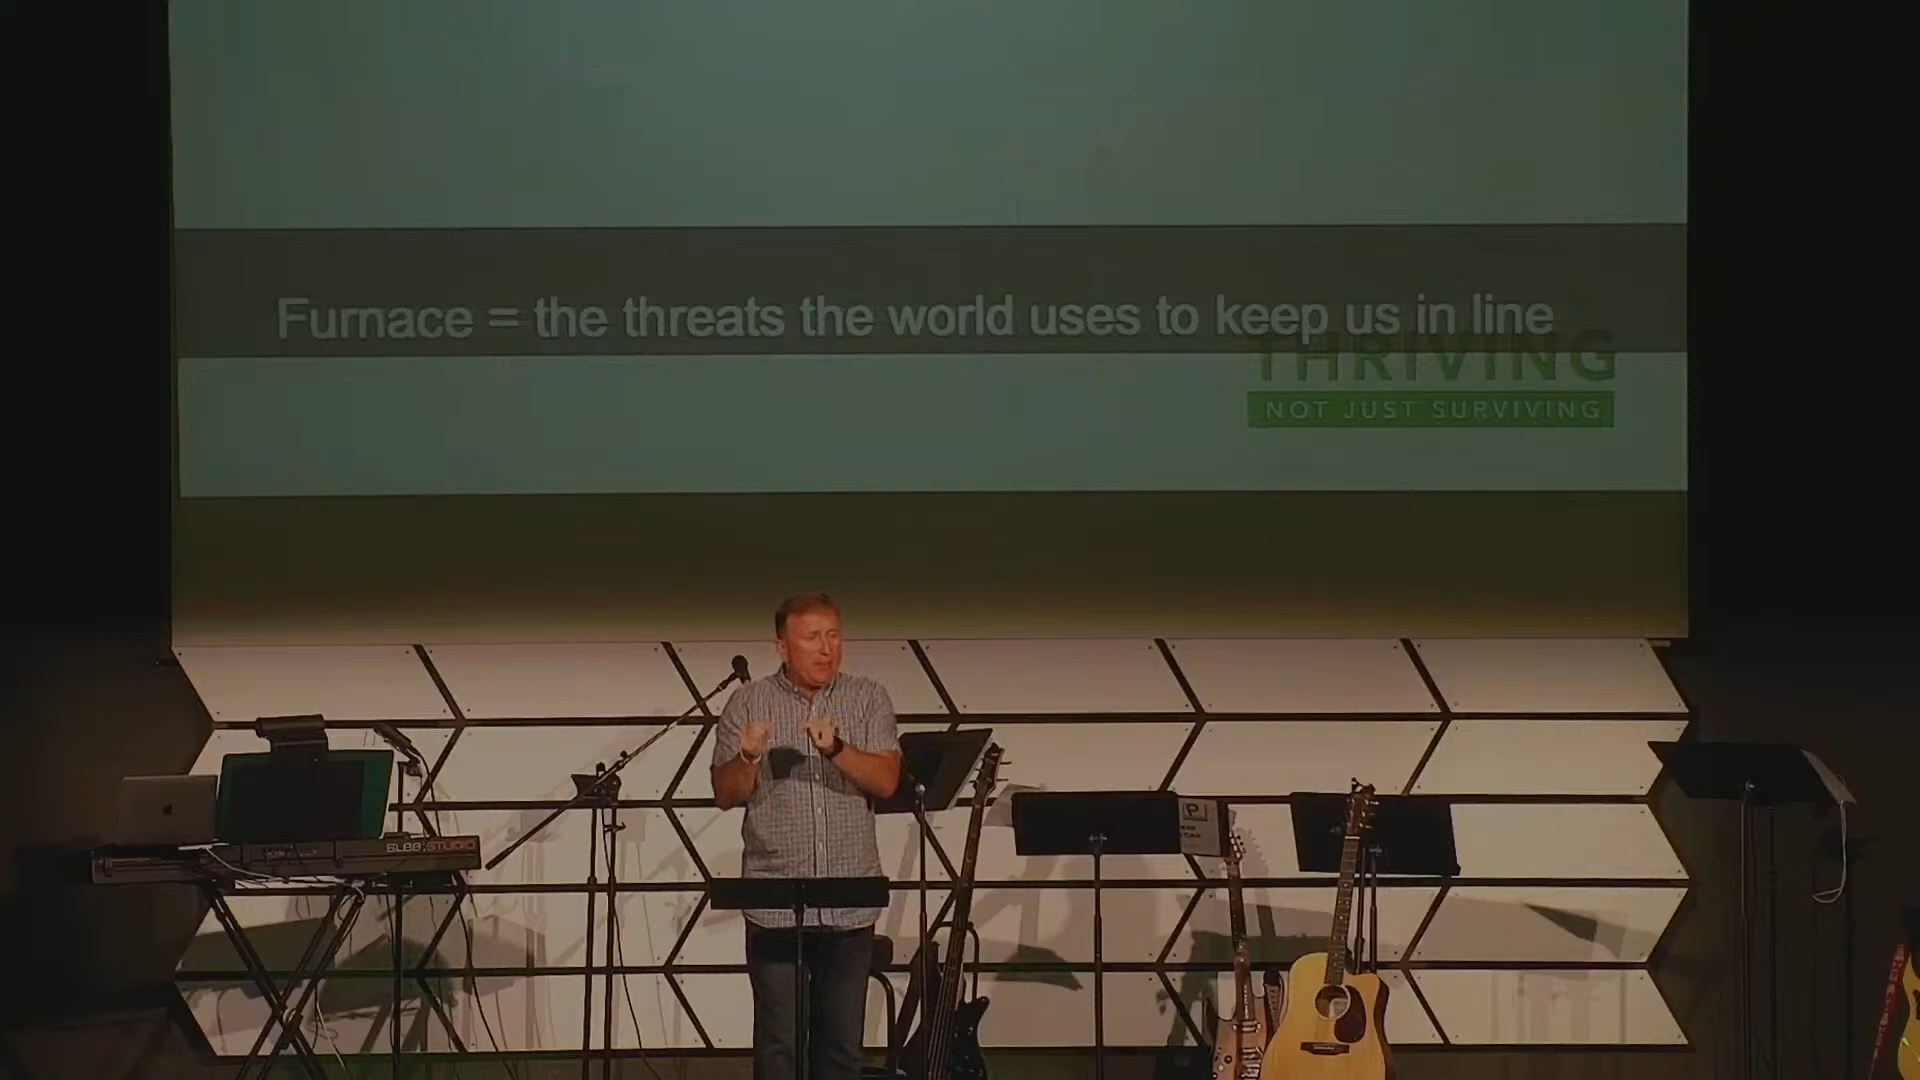 Furnace = the threats the world uses to keep us in line
THRIVING
NOT JUST SURVIVING
SL88 STUDIO
P